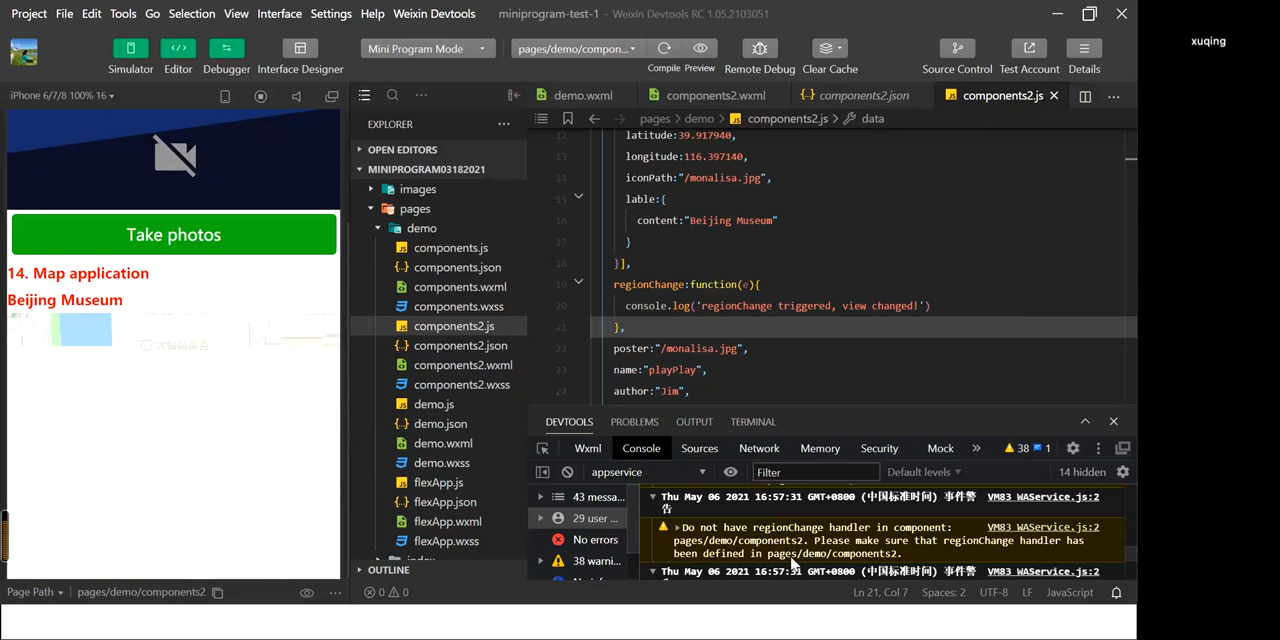 Project File Edit Tools Go Selection View Interface Settings Help Weixin Devtools miniprogram-test-1 - Weixin Devtools RC 1.05.2103051
xuqing
Mini Program Mode
pages/demo/compon...
Simulator Editor Debugger Interface Designer
Compile Preview Remote Debug Clear Cache
Source Control Test Account Details
iPhone 6/7/8 100% 16
demo.wxml components2.wxml components2.json components2.js
pages > demo > components2.js > data
Take photos
14. Map application
Beijing Museum
EXPLORER
OPEN EDITORS
MINIPROGRAM03182021
images
pages
demo
components.js
components.json
components.wxml
components.wxss
components2.js
components2.json
components2.wxml
components2.wxss
demo.js
demo.json
demo.wxml
demo.wxss
flexApp.js
flexApp.json
flexApp.wxml
flexApp.wxss
OUTLINE
12 latitude:39.917940,
13 longitude:116.397140,
14 iconPath:"/monalisa.jpg",
15 lable:{
16 content:"Beijing Museum"
17 }
18 }],
19 regionChange:function(e){
20 console.log('regionChange triggered, view changed!')
21 },
22 poster:"/monalisa.jpg",
23 name:"playPlay",
24 author:"Jim",
DEVTOOLS PROBLEMS OUTPUT TERMINAL
Wxml Console Sources Network Memory Security Mock » 38 1
appservice Filter Default levels 14 hidden
43 messa...
29 user ...
No errors
38 warni...
Thu May 06 2021 16:57:31 GMT+0800 (中国标准时间) 事件警 VM83 WAService.js:2
告
Do not have regionChange handler in component: VM83 WAService.js:2
pages/demo/components2. Please make sure that regionChange handler has
been defined in pages/demo/components2.
Thu May 06 2021 16:57:31 GMT+0800 (中国标准时间) 事件警 VM83 WAService.js:2
Page Path pages/demo/components2
0 0
Ln 21, Col 7 Spaces: 2 UTF-8 LF JavaScript